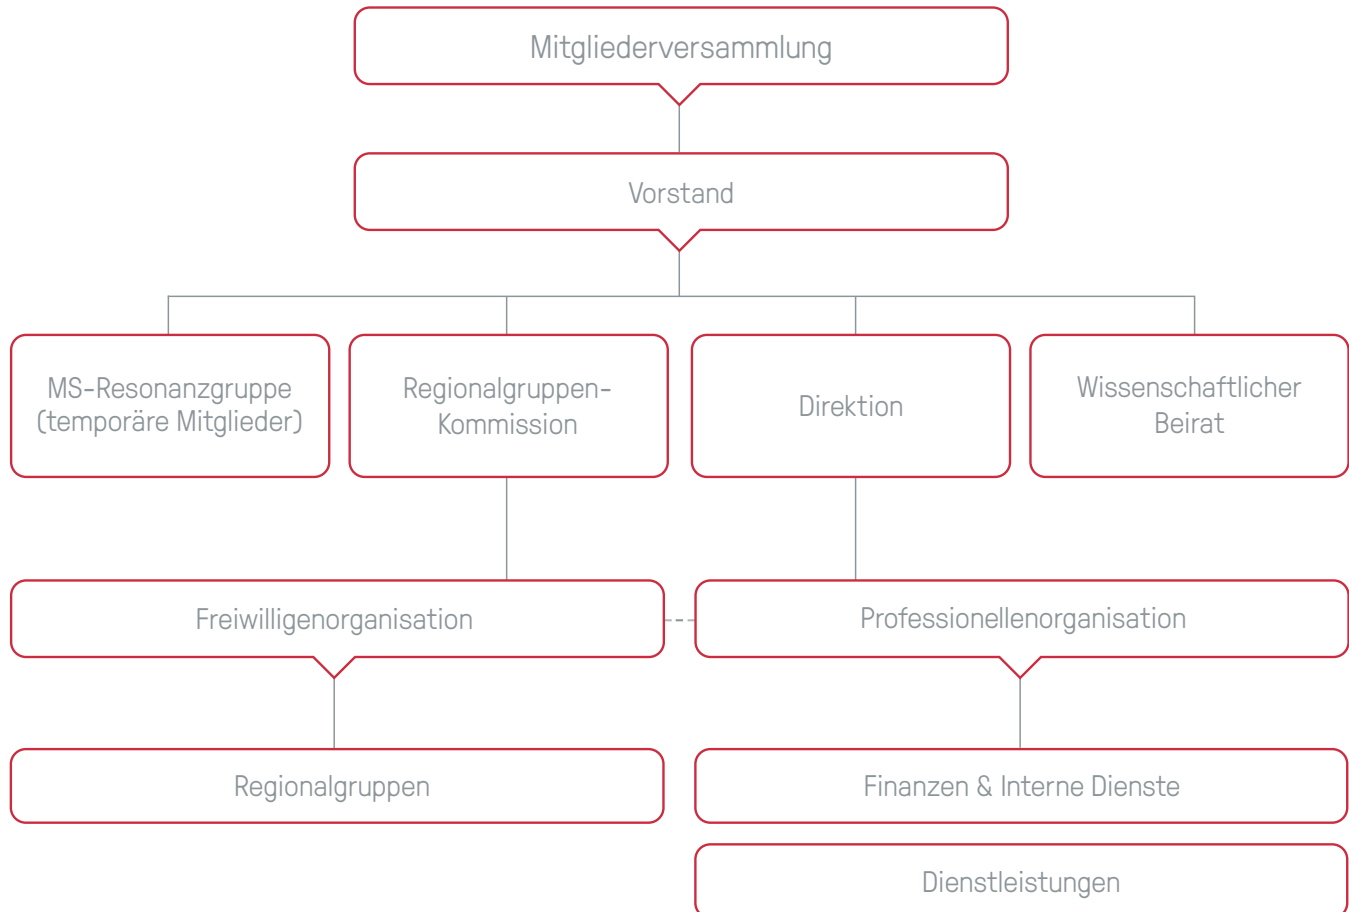 Mitgliederversammlung
Vorstand
MS-Resonanzgruppe
(temporäre Mitglieder)
Regionalgruppen-
Kommission
Direktion
Wissenschaftlicher
Beirat
Freiwilligenorganisation
Professionellenorganisation
Regionalgruppen
Finanzen & Interne Dienste
Dienstleistungen